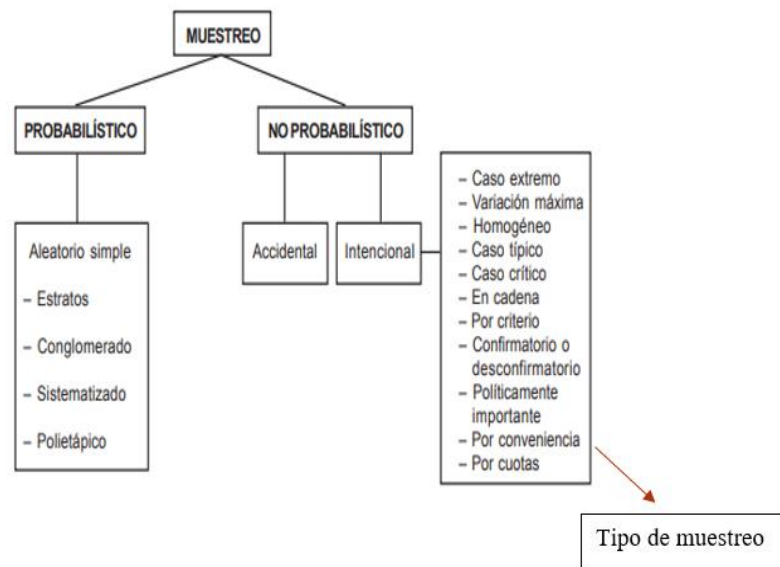 MUESTREO
PROBABILÍSTICO
NO PROBABILÍSTICO
Aleatorio simple
– Estratos
– Conglomerado
– Sistematizado
– Polietápico
Accidental
Intencional
– Caso extremo
– Variación máxima
– Homogéneo
– Caso típico
– Caso crítico
– En cadena
– Por criterio
– Confirmatorio o
desconfirmatorio
– Políticamente
importante
– Por conveniencia
– Por cuotas
Tipo de muestreo